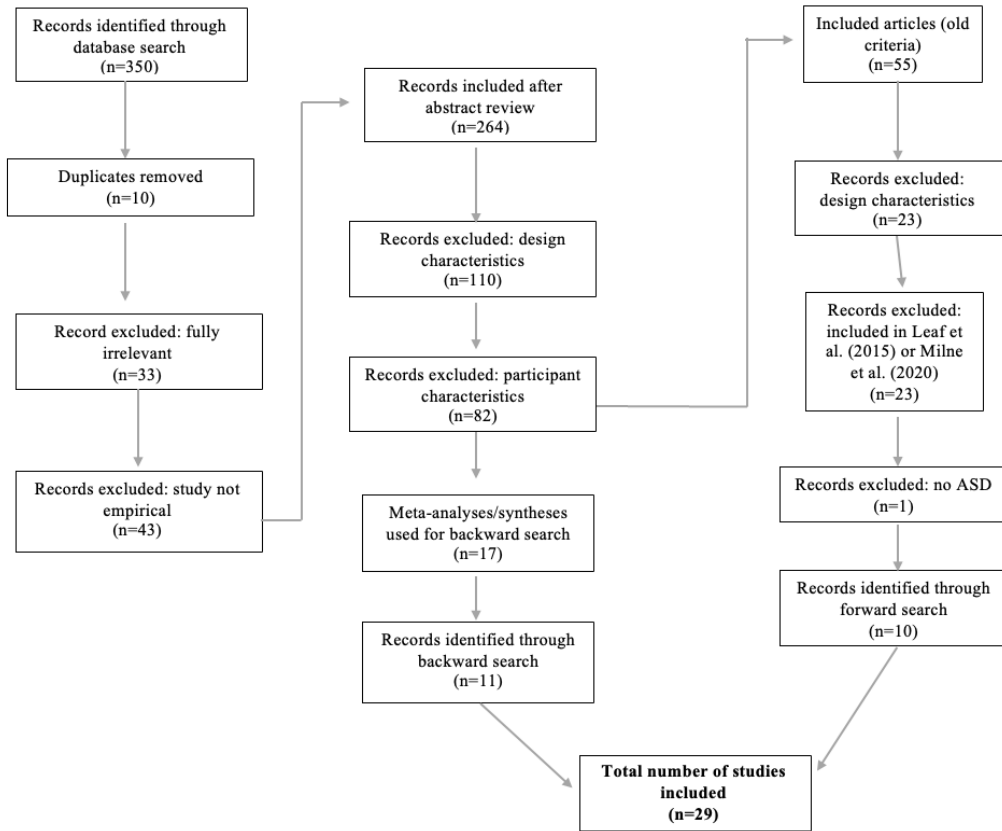 Records identified through
database search
(n=350)
Duplicates removed
(n=10)
Record excluded: fully
irrelevant
(n=33)
Records excluded: study not
empirical
(n=43)
Records included after
abstract review
(n=264)
Records excluded: design
characteristics
(n=110)
Records excluded: participant
characteristics
(n=82)
Meta-analyses/syntheses
used for backward search
(n=17)
Records identified through
backward search
(n=11)
Included articles (old
criteria)
(n=55)
Records excluded:
design characteristics
(n=23)
Records excluded:
included in Leaf et
al. (2015) or Milne
et al. (2020)
(n=23)
Records excluded: no ASD
(n=1)
Records identified through
forward search
(n=10)
Total number of studies
included
(n=29)